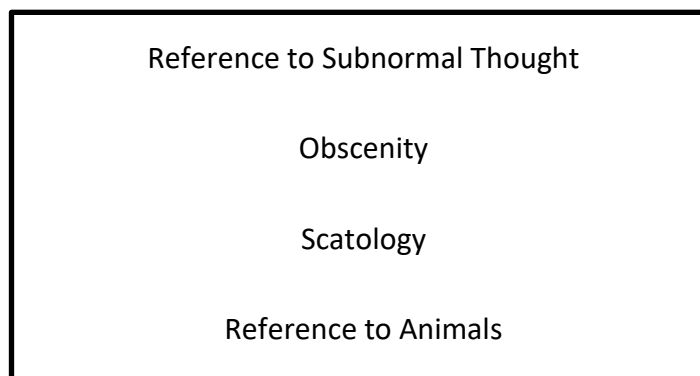 Reference to Subnormal Thought
Obscenity
Scatology
Reference to Animals